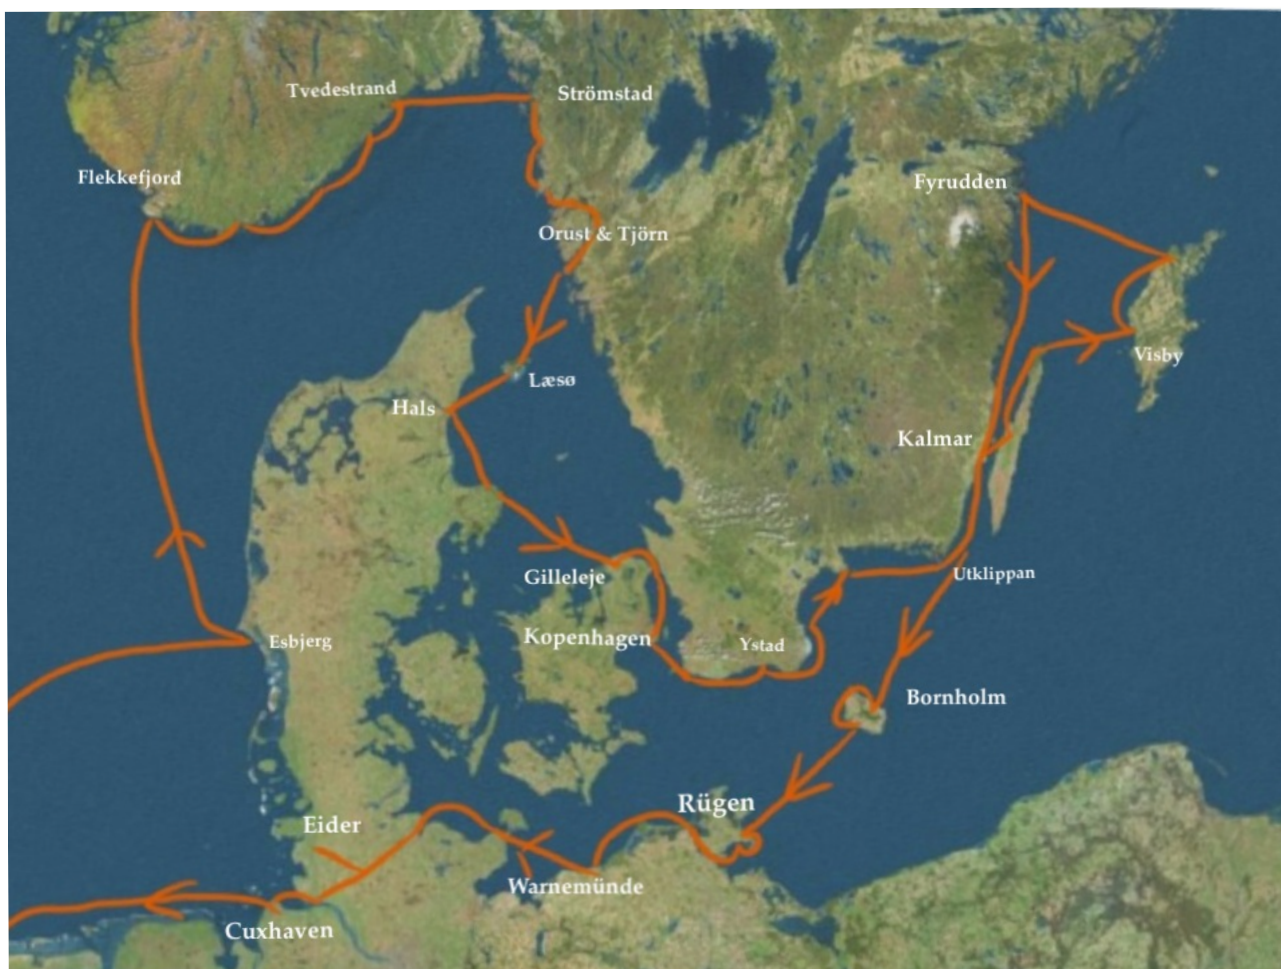 Tvedestrand
Strömstad
Flekkefjord
Fyrudden
Orust & Tjörn
Visby
Læsø
Hals
Kalmar
Gilleleje
Utklippan
Kopenhagen
Ystad
Esbjerg
Bornholm
Rügen
Eider
Warnemünde
Cuxhaven